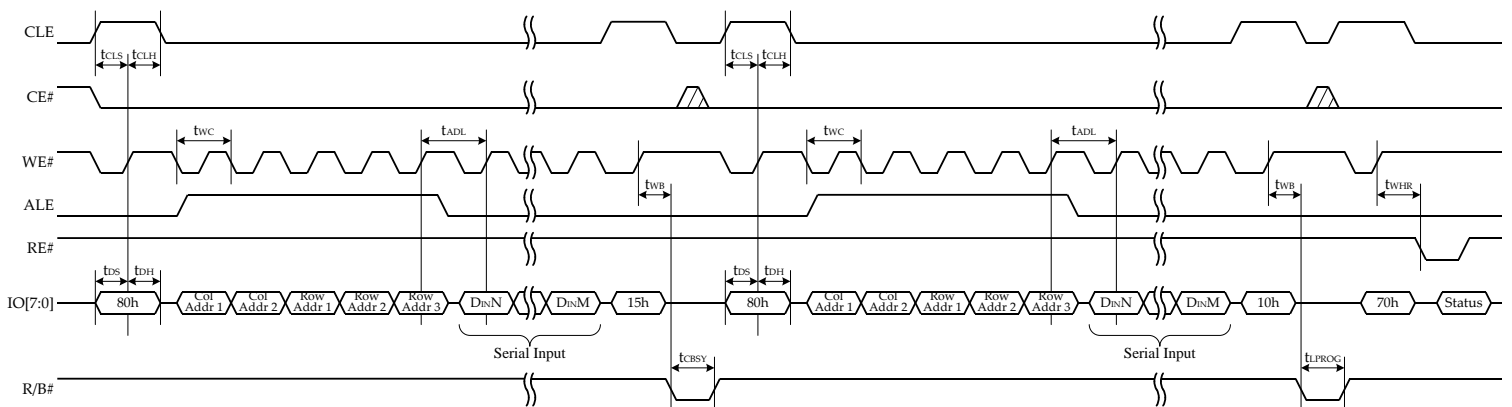 CLE
tCLS tCLH tCLS tCLH
CE#
tWC tADL tWC tADL
WE#
tWB tWB tWHR
ALE
RE#
tDS tDH tDS tDH
IO[7:0] 80h Col Addr 1 Col Addr 2 Row Addr 1 Row Addr 2 Row Addr 3 DINN DINM 15h 80h Col Addr 1 Col Addr 2 Row Addr1 Row Addr 2 Row Addr 3 DINN DINM 10h 70h Status
Serial Input Serial Input
tCBSY tLPROG
R/B#